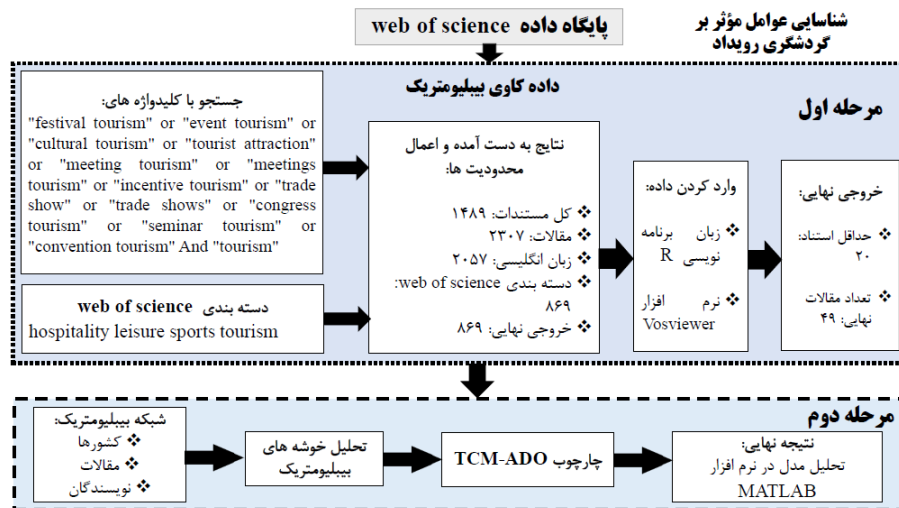 شناسایی عوامل مؤثر بر
گردشگری رویداد
پایگاه داده web of science
مرحله اول
داده کاوی بیبلیومتریک
جستجو با کلیدواژه های:
"festival tourism" or "event tourism" or
"cultural tourism" or "tourist attraction"
or "meeting tourism" or "meetings
tourism" or "incentive tourism" or "trade
show" or "trade shows" or "congress
tourism" or "seminar tourism" or
"convention tourism" And "tourism"
دسته بندی web of science
hospitality leisure sports tourism
نتایج به دست آمده و اعمال
محدودیت ها:
❖ کل مستندات: ۱۴۸۹
❖ مقالات: ۲۳۰۷
❖ زبان انگلیسی: ۲۰۵۷
❖ دسته بندی web of science:
۸۶۹
❖ خروجی نهایی: ۸۶۹
وارد کردن داده:
❖ زبان برنامه
نویسی R
❖ نرم افزار
Vosviewer
خروجی نهایی:
❖ حداقل استناد:
۲۰
❖ تعداد مقالات
نهایی: ۴۹
مرحله دوم
شبکه بیبلیومتریک:
❖ کشورها
❖ مقالات
❖ نویسندگان
تحلیل خوشه های
بیبلیومتریک
چارچوب TCM-ADO
نتیجه نهایی:
تحلیل مدل در نرم افزار
MATLAB